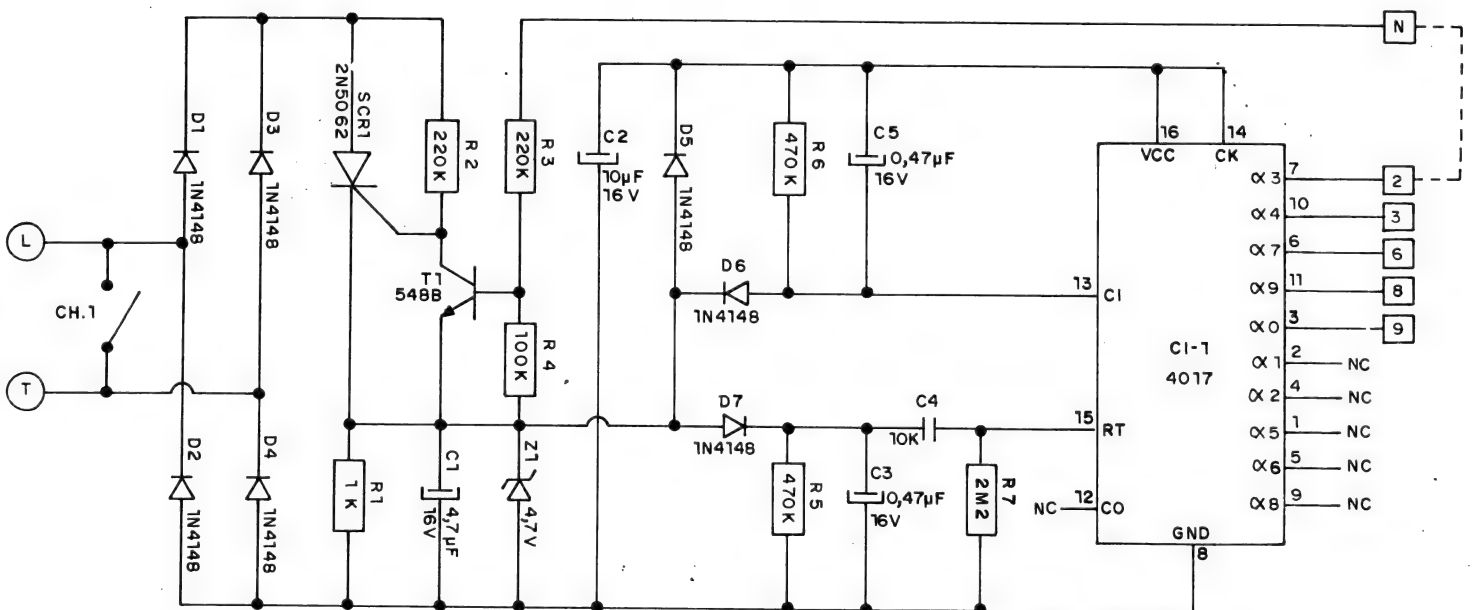 N
D1
1N4148
D3
1N4148
2N5062
SCR1
R2
220K
R3
220K
C2
10µF
16V
D5
1N4148
R6
470K
C5
0,47µF
16V
16
VCC
14
CK
α3
7
2
α4
10
3
α7
6
6
α9
11
8
α0
3
9
α1
2
NC
α2
4
NC
α5
1
NC
α6
5
NC
α8
9
NC
L
CH.1
T
T1
548B
R4
100K
D6
1N4148
13
CI
CI-1
4017
D2
1N4148
D4
1N4148
R1
1K
C1
4,7µF
16V
Z1
4,7V
D7
1N4148
R5
470K
C4
10K
C3
0,47µF
16V
R7
2M2
15
RT
NC
12
CO
GND
8